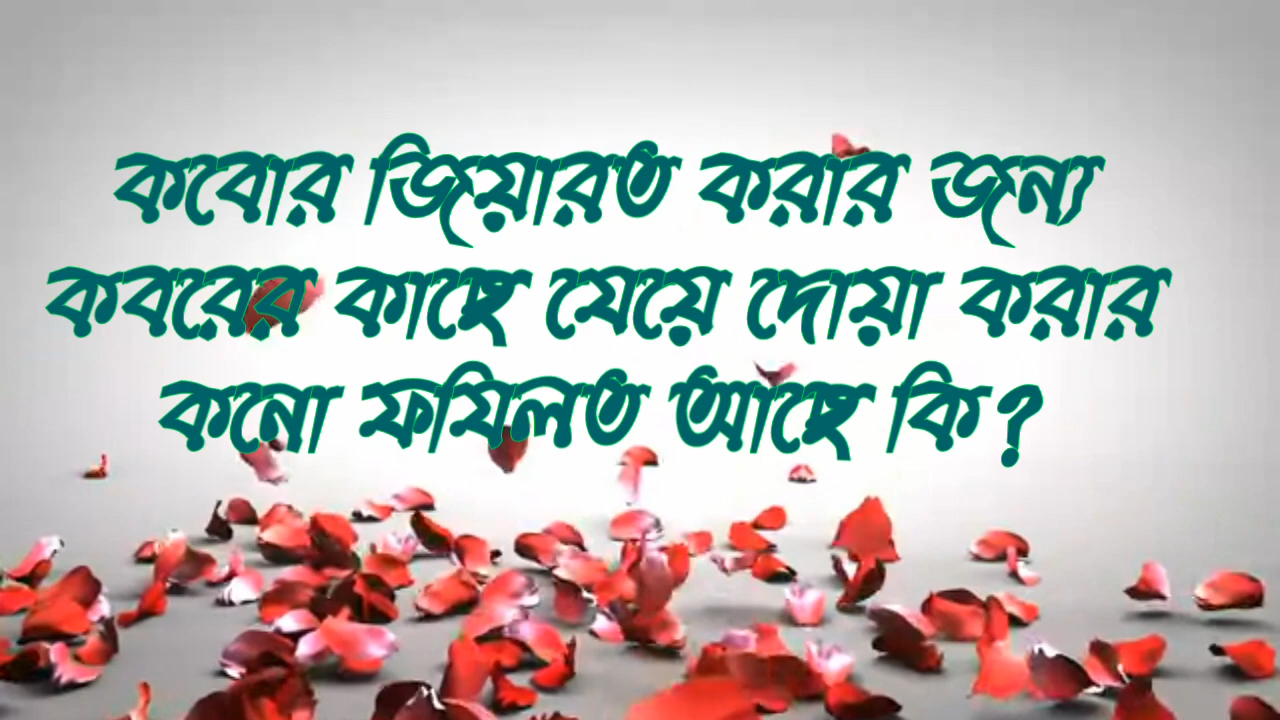 কবোর জিয়ারত করার জন্য
কবরের কাছে যেয়ে দোয়া করার
কনো ফযিলত আছে কি?